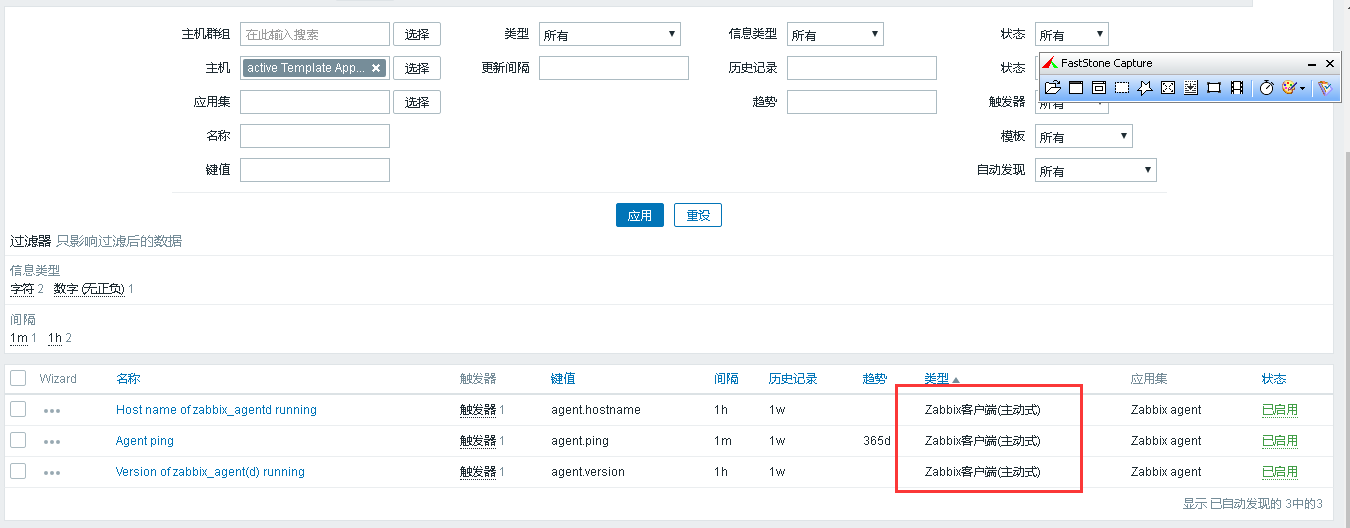 主机群组 在此输入搜索 选择 类型 所有 信息类型 所有 状态 所有
主机 active Template App... 选择 更新间隔 历史记录 状态
FastStone Capture
应用集 选择 趋势 触发器 所有
名称 模板 所有
键值 自动发现 所有
应用 重设
过滤器 只影响过滤后的数据
信息类型
字符 2 数字 (无正负) 1
间隔
1m 1 1h 2
Wizard 名称 触发器 键值 间隔 历史记录 趋势 类型 应用集 状态
Host name of zabbix_agentd running 触发器 1 agent.hostname 1h 1w Zabbix客户端(主动式) Zabbix agent 已启用
Agent ping 触发器 1 agent.ping 1m 1w 365d Zabbix客户端(主动式) Zabbix agent 已启用
Version of zabbix_agent(d) running 触发器 1 agent.version 1h 1w Zabbix客户端(主动式) Zabbix agent 已启用
显示 已自动发现的 3中的3